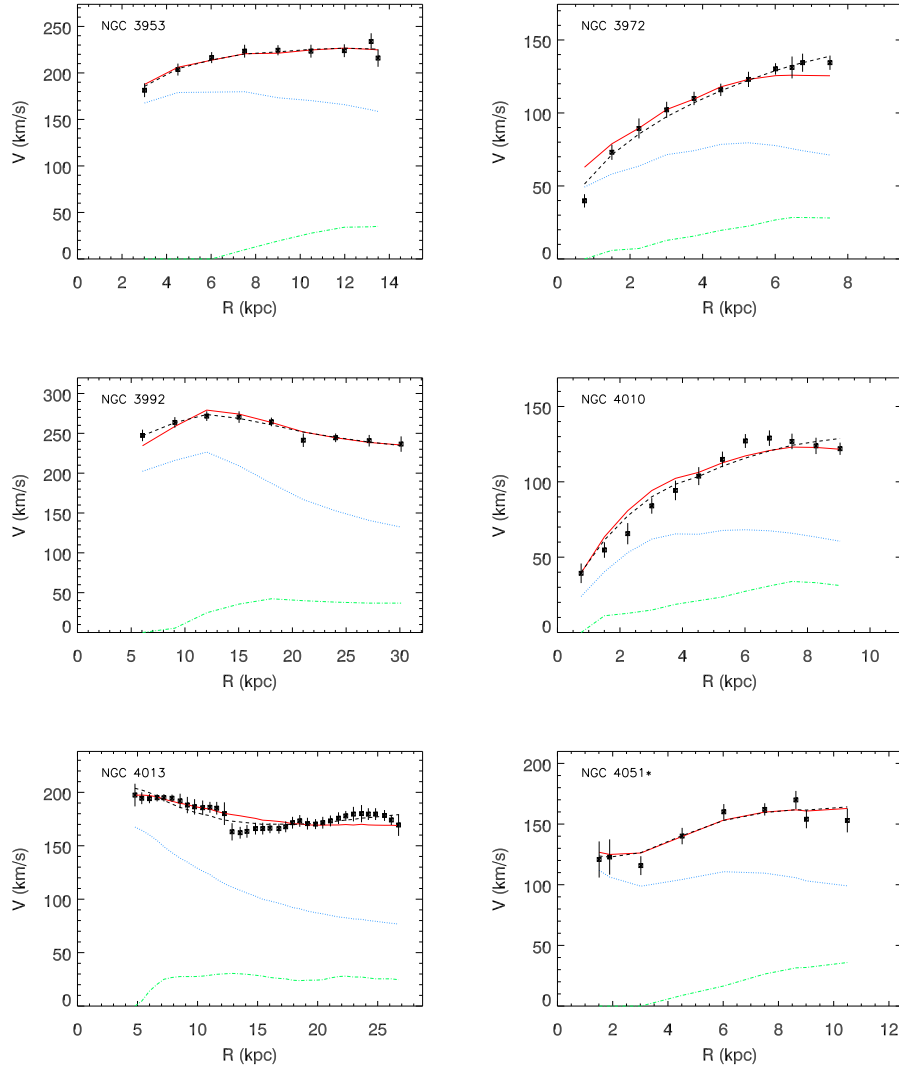 NGC 3953
V (km/s)
250
200
150
100
50
0
0 2 4 6 8 10 12 14
R (kpc)
NGC 3972
V (km/s)
150
100
50
0
0 2 4 6 8
R (kpc)
NGC 3992
V (km/s)
300
250
200
150
100
50
0
0 5 10 15 20 25 30
R (kpc)
NGC 4010
V (km/s)
150
100
50
0
0 2 4 6 8 10
R (kpc)
NGC 4013
V (km/s)
200
150
100
50
0
0 5 10 15 20 25
R (kpc)
NGC 4051*
V (km/s)
200
150
100
50
0
0 2 4 6 8 10 12
R (kpc)